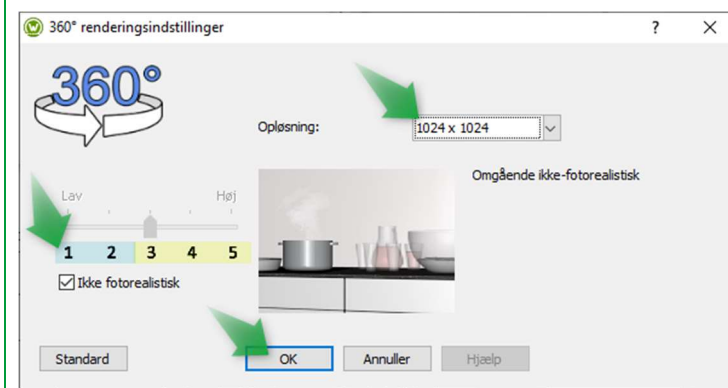 360° renderingsindstillinger
?
360°
Opløsning:
1024 x 1024
Omgående ikke-fotorealistisk
Lav
Høj
1 2 3 4 5
Ikke fotorealistisk
Standard
OK
Annuller
Hjælp